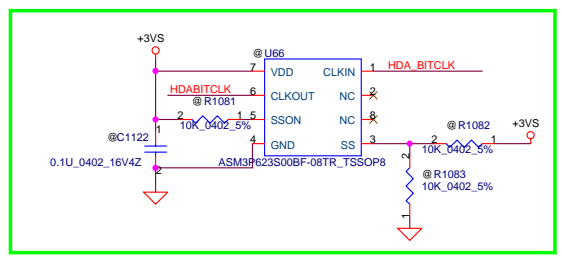 +3VS
@ U66
7 VDD CLKIN 1 HDA_BITCLK
HDABITCLK 6 CLKOUT NC 2
@ R1081
2 1 5 SSON NC 8
10K_0402_5%
1 @ C1122
4 GND SS 3
@ R1082
2 1 +3VS
10K_0402_5%
0.1U_0402_16V4Z
2
ASM3P623S00BF-08TR_TSSOP8
2 @ R1083
10K_0402_5%
1